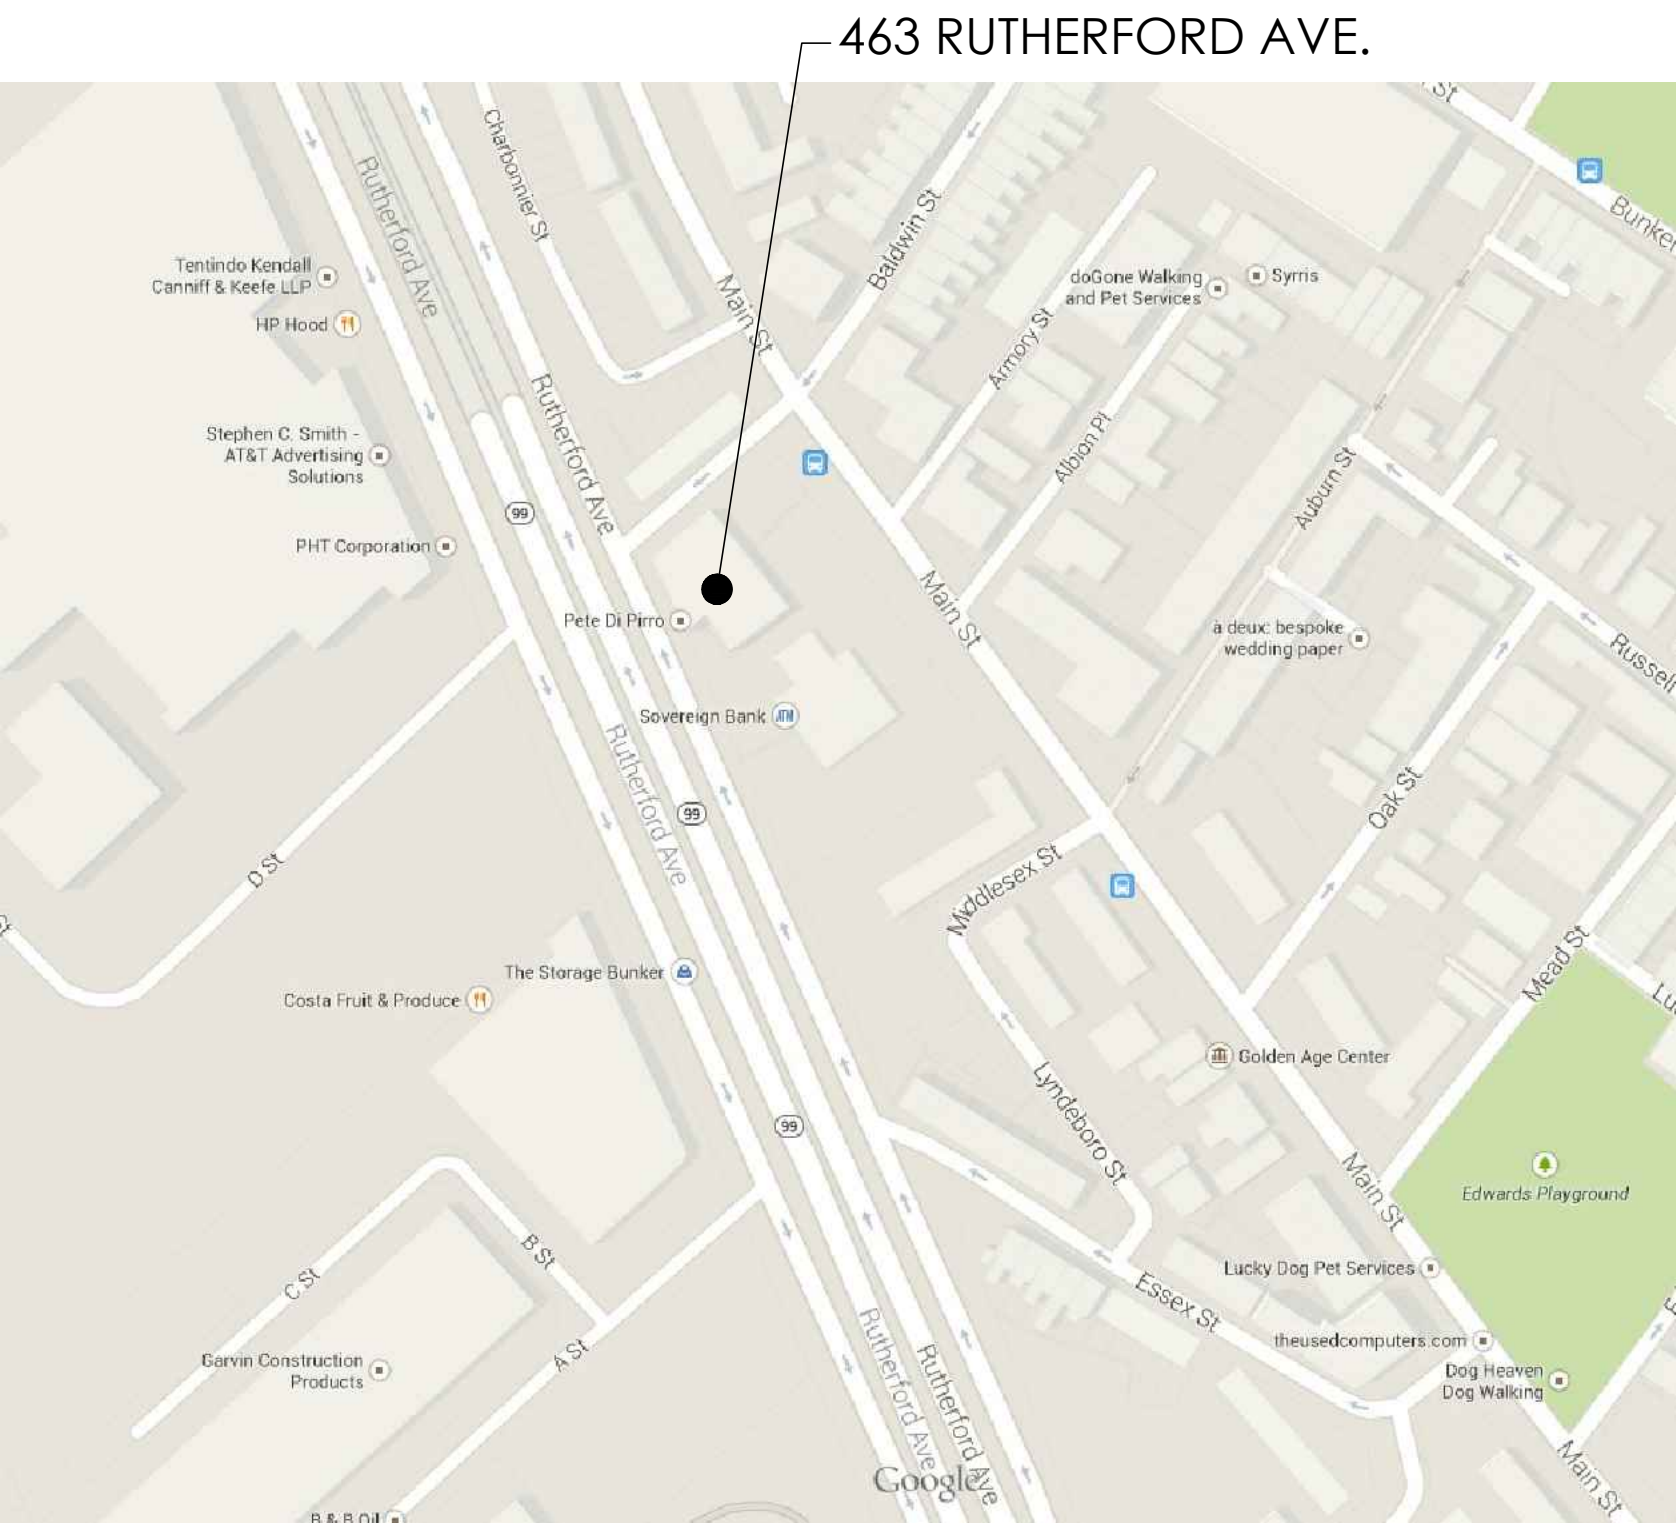 463 RUTHERFORD AVE.
St
Bunker
Rutherford Ave
Charbonnier St
Main St
Baldwin St
Tentindo Kendall
Canniff & Keefe LLP
HP Hood
doGone Walking
and Pet Services
Syrris
Armory St
Albion Pl
Auburn St
Rutherford Ave
Stephen C. Smith -
AT&T Advertising
Solutions
99
PHT Corporation
Main St
Pete Di Pirro
à deux: bespoke
wedding paper
Russell
Sovereign Bank
ATM
Rutherford Ave
99
Oak St
D St
St
Middlesex St
Mead St
The Storage Bunker
Costa Fruit & Produce
Golden Age Center
Lyndeboro St
99
Main St
Edwards Playground
B St
C St
Lucky Dog Pet Services
Essex St
theusedcomputers.com
A St
Garvin Construction
Products
Dog Heaven
Dog Walking
Rutherford Ave
Rutherford Ave
Main St
Google
B & B Oil